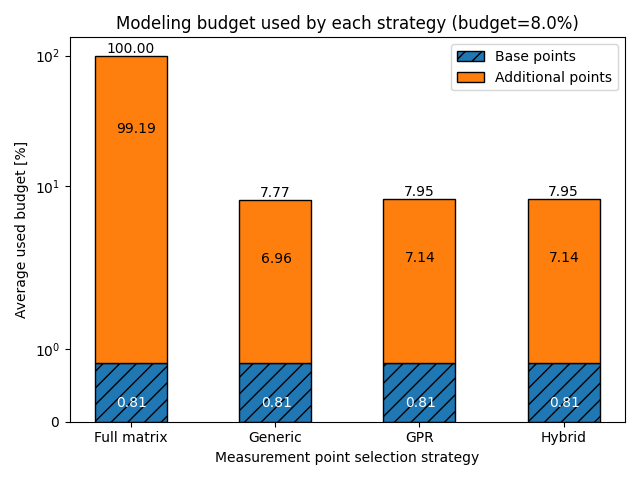 Modeling budget used by each strategy (budget=8.0%)
Average used budget [%]
10²
10¹
10⁰
0
Base points
Additional points
100.00
99.19
0.81
7.77
6.96
0.81
7.95
7.14
0.81
7.95
7.14
0.81
Full matrix
Generic
GPR
Hybrid
Measurement point selection strategy